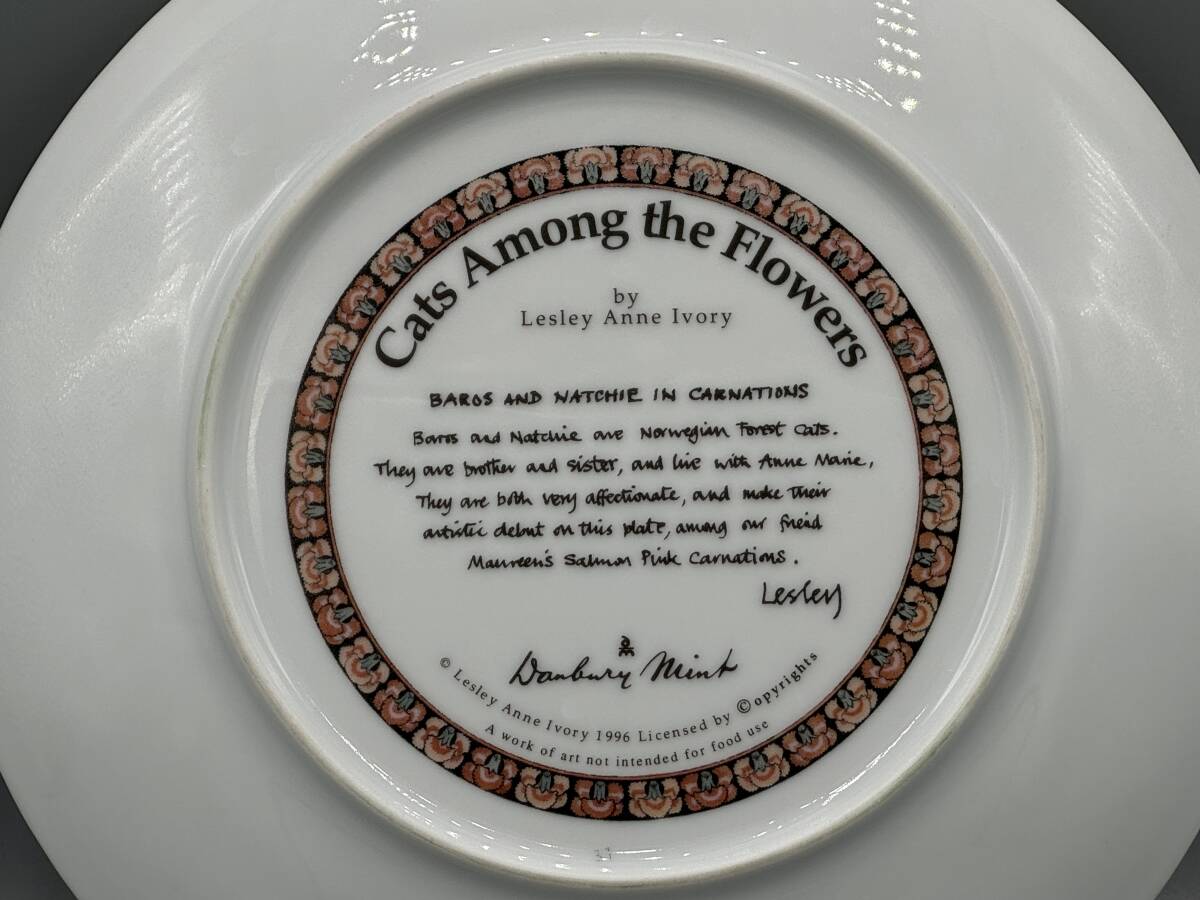 Cats Among the Flowers
by
Lesley Anne Ivory
BAROS AND NATCHIE IN CARNATIONS
Baros and Natchie are Norwegian Forest Cats.
They are brother and sister, and live with Anne Marie,
They are both very affectionate, and make their
artistic debut on this plate, among our freind
Maureen's Salmon Pink Carnations.
Lesley
Danbury Mint
© Lesley Anne Ivory 1996 Licensed by ©opyrights
A work of art not intended for food use